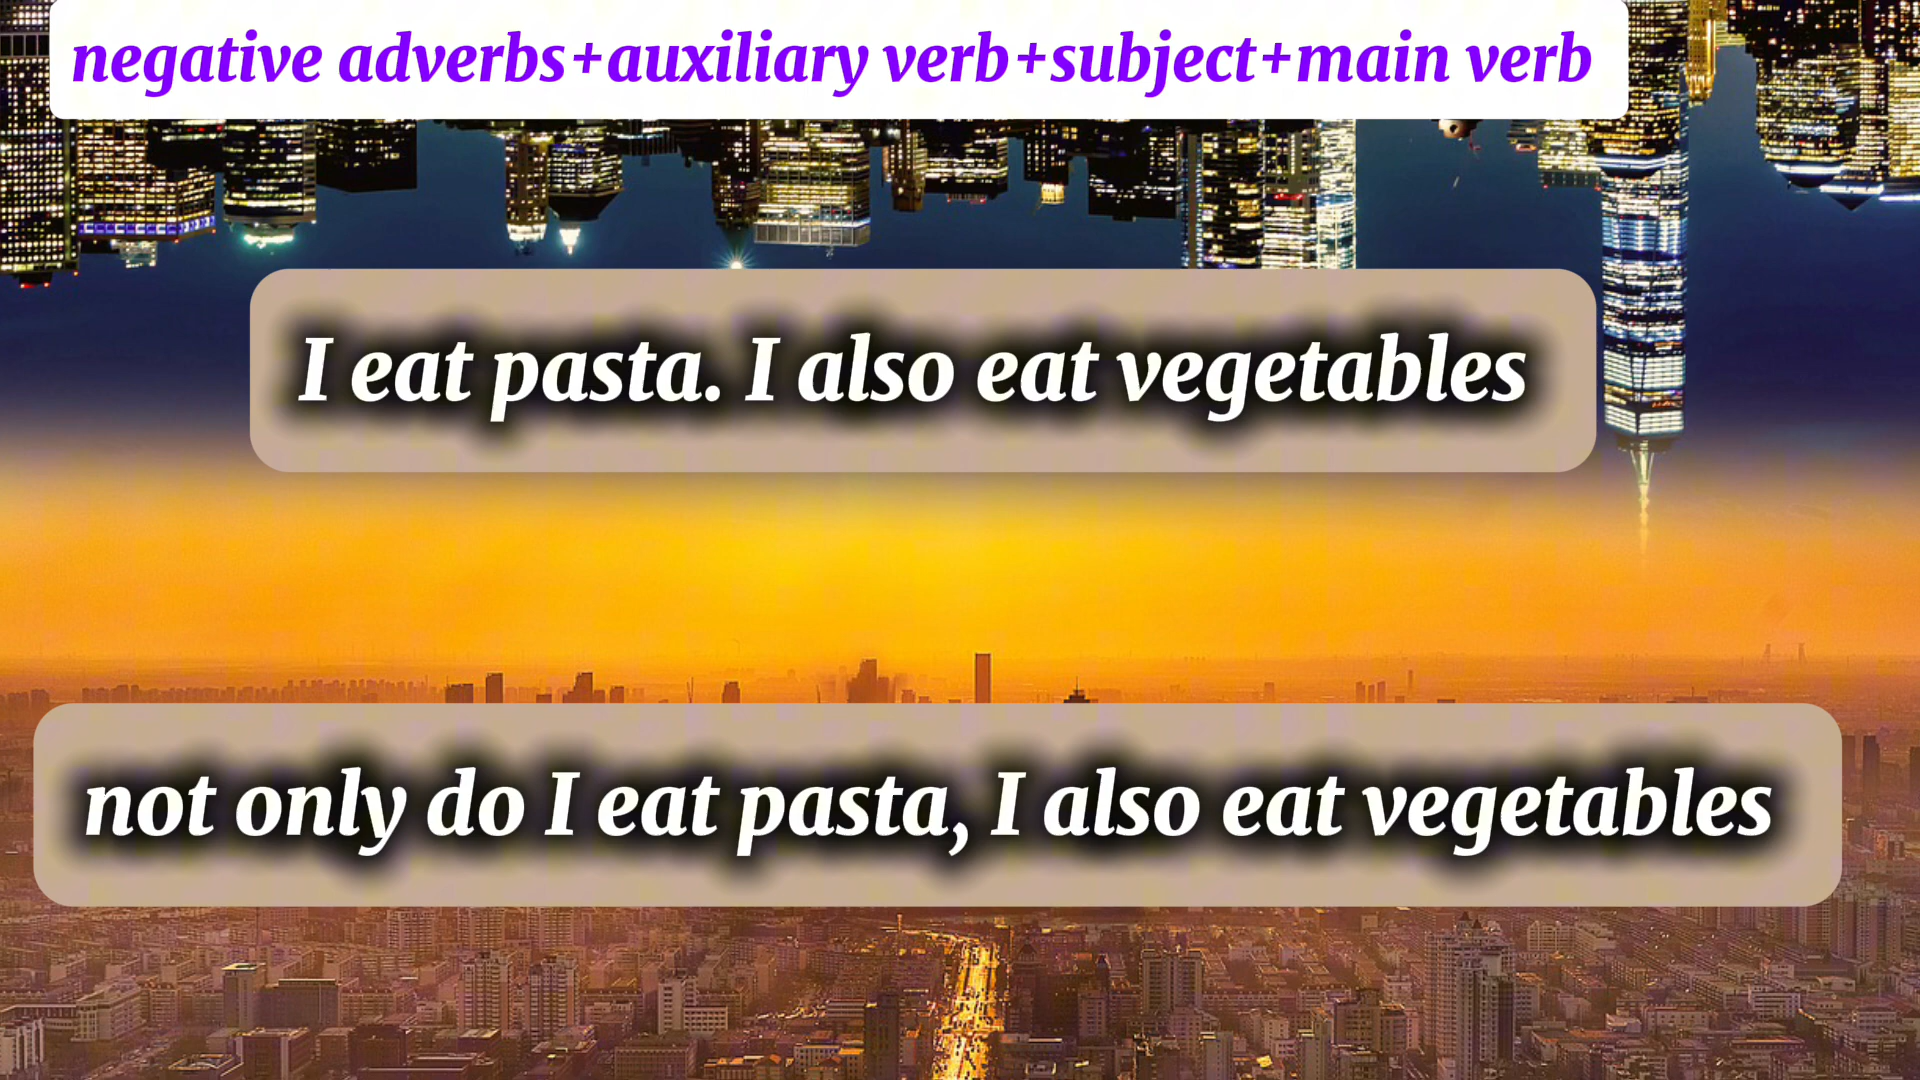 negative adverbs+auxiliary verb+subject+main verb
I eat pasta. I also eat vegetables
not only do I eat pasta, I also eat vegetables